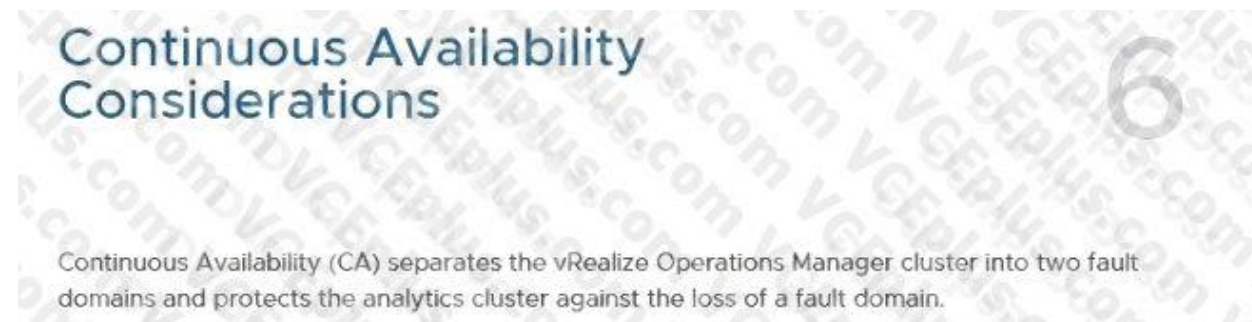 Continuous Availability
Considerations
6
Continuous Availability (CA) separates the vRealize Operations Manager cluster into two fault
domains and protects the analytics cluster against the loss of a fault domain.